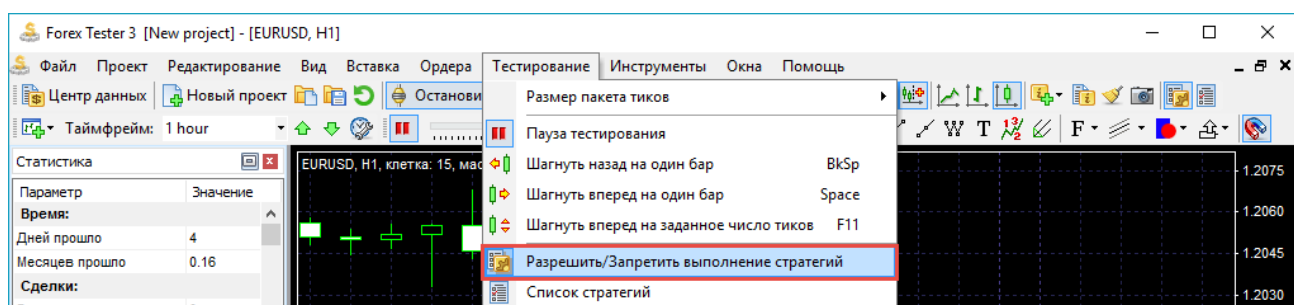 Forex Tester 3 [New project] - [EURUSD, H1]
Файл Проект Редактирование Вид Вставка Ордера Тестирование Инструменты Окна Помощь
Центр данных Новый проект Останови
Размер пакета тиков
Таймфрейм: 1 hour
W T F
Пауза тестирования
Статистика
EURUSD, H1, клетка: 15, мас
Шагнуть назад на один бар BkSp
1.2075
Параметр Значение
Шагнуть вперед на один бар Space
Время:
1.2060
Шагнуть вперед на заданное число тиков F11
Дней прошло 4
Месяцев прошло 0.16
Разрешить/Запретить выполнение стратегий
1.2045
Сделки:
Список стратегий
1.2030